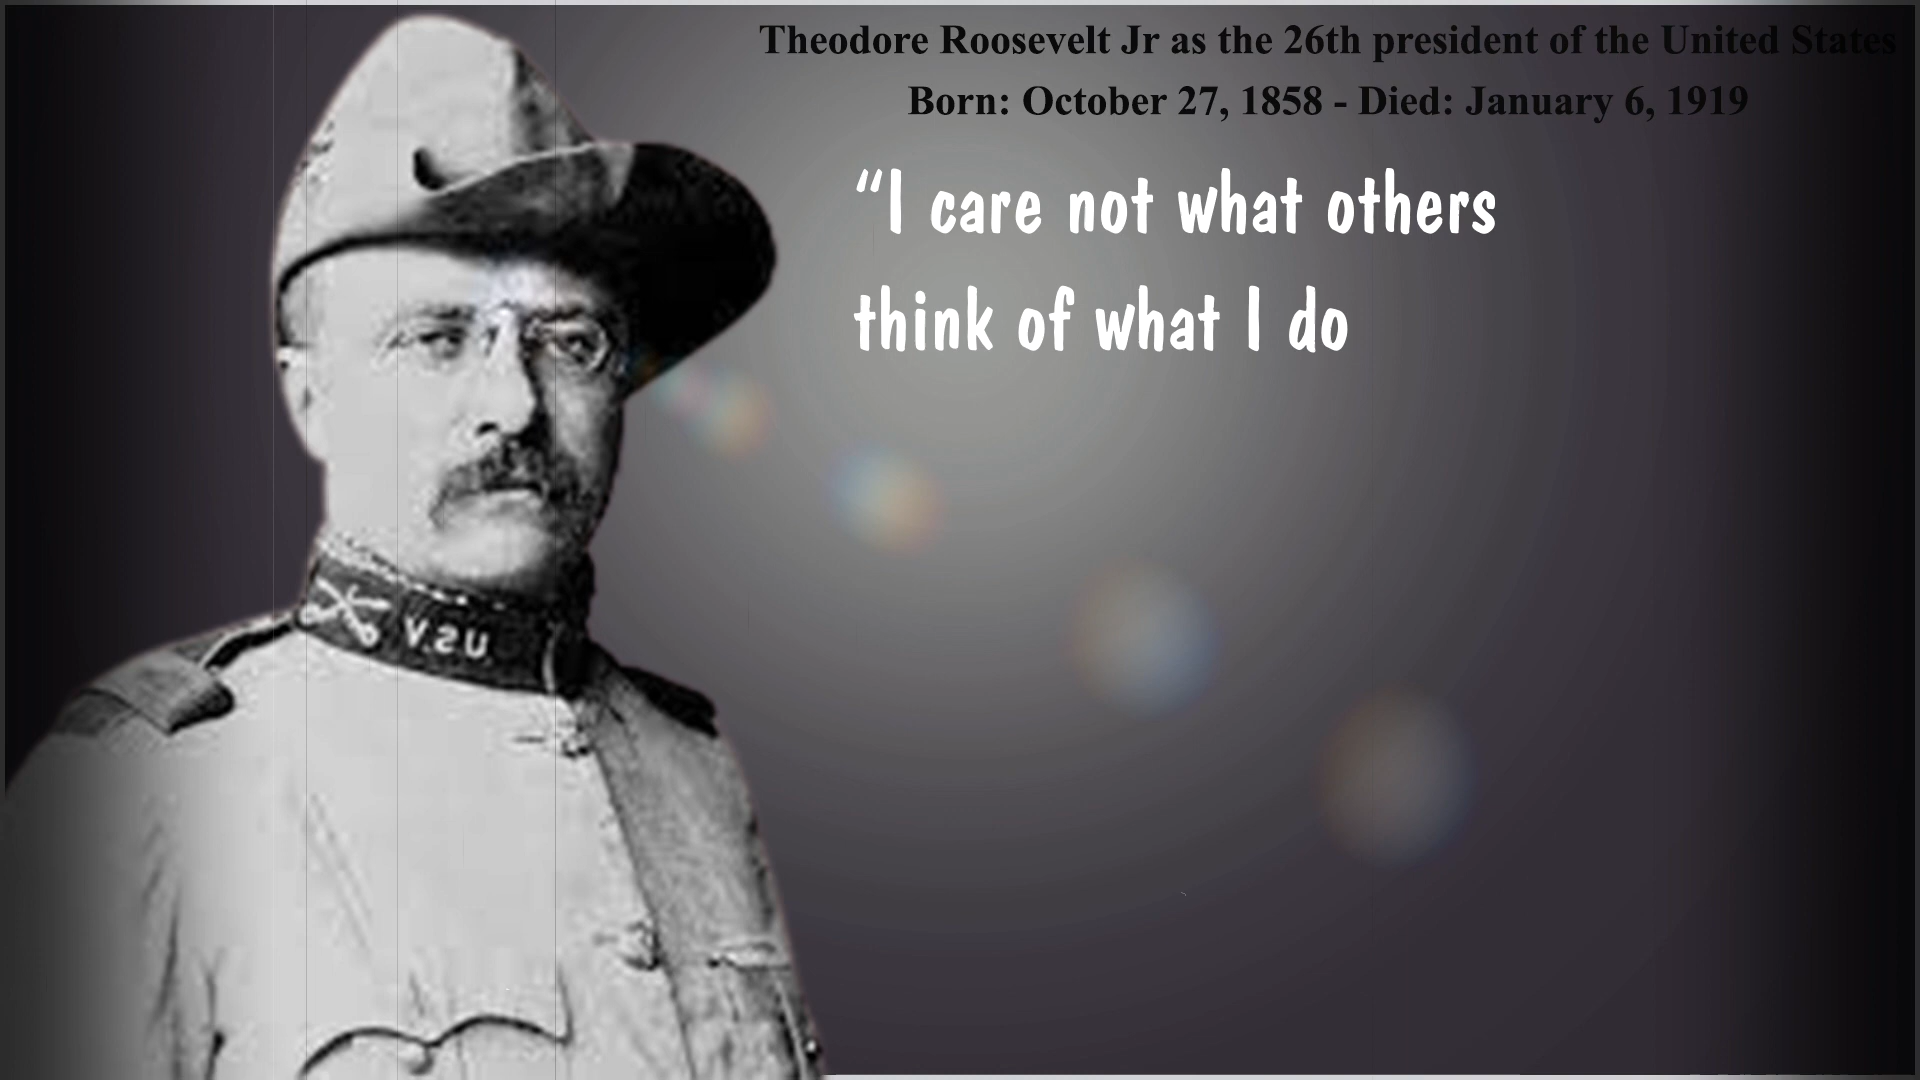 Theodore Roosevelt Jr as the 26th president of the United States
Born: October 27, 1858 - Died: January 6, 1919
“I care not what others
think of what I do
U.S.V.